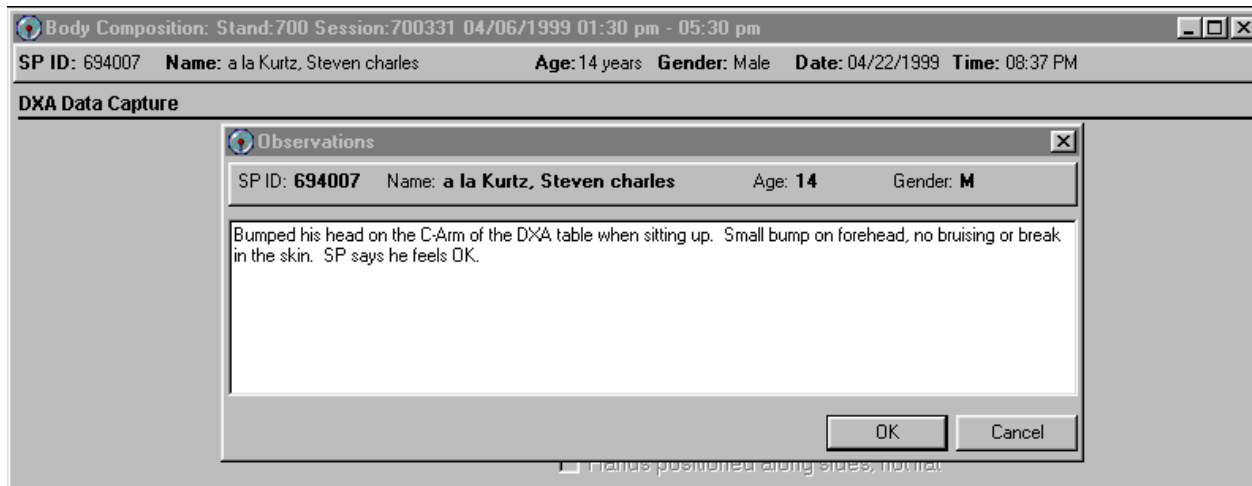 Body Composition: Stand:700 Session:700331 04/06/1999 01:30 pm - 05:30 pm
SP ID: 694007 Name: a la Kurtz, Steven charles Age: 14 years Gender: Male Date: 04/22/1999 Time: 08:37 PM
DXA Data Capture
Observations
SP ID: 694007 Name: a la Kurtz, Steven charles Age: 14 Gender: M
Bumped his head on the C-Arm of the DXA table when sitting up. Small bump on forehead, no bruising or break
in the skin. SP says he feels OK.
OK Cancel
Hands positioned along sides, not flat